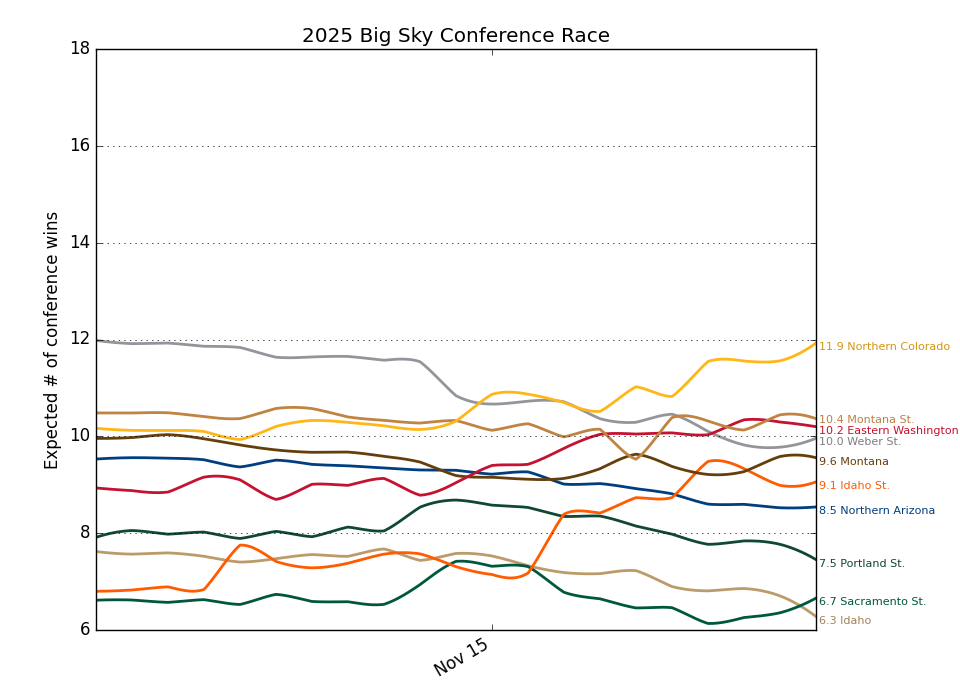 2025 Big Sky Conference Race
Expected # of conference wins
18
16
14
12
10
8
6
Nov 15
11.9 Northern Colorado
10.4 Montana St.
10.2 Eastern Washington
10.0 Weber St.
9.6 Montana
9.1 Idaho St.
8.5 Northern Arizona
7.5 Portland St.
6.7 Sacramento St.
6.3 Idaho